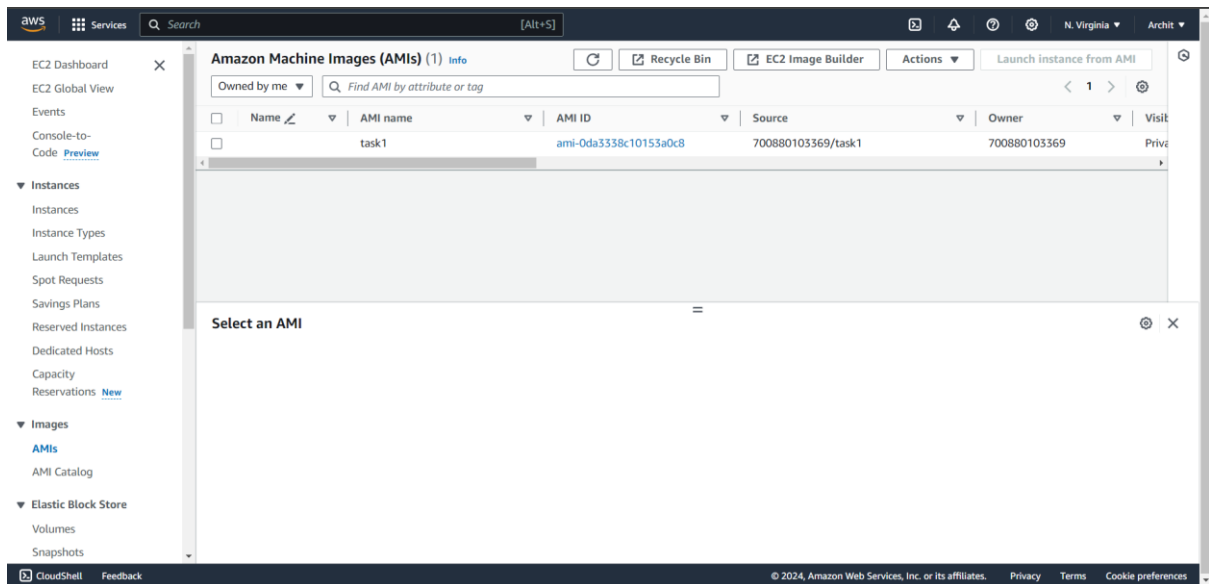 aws Services Search [Alt+S] N. Virginia ▼ Archit ▼
EC2 Dashboard
EC2 Global View
Events
Console-to-
Code Preview
▼ Instances
Instances
Instance Types
Launch Templates
Spot Requests
Savings Plans
Reserved Instances
Dedicated Hosts
Capacity
Reservations New
▼ Images
AMIs
AMI Catalog
▼ Elastic Block Store
Volumes
Snapshots
Amazon Machine Images (AMIs) (1) Info Recycle Bin EC2 Image Builder Actions ▼ Launch instance from AMI
Owned by me ▼ Find AMI by attribute or tag < 1 >
Name AMI name AMI ID Source Owner Visib
task1 ami-0da3338c10153a0c8 700880103369/task1 700880103369 Priva
Select an AMI
CloudShell Feedback © 2024, Amazon Web Services, Inc. or its affiliates. Privacy Terms Cookie preferences